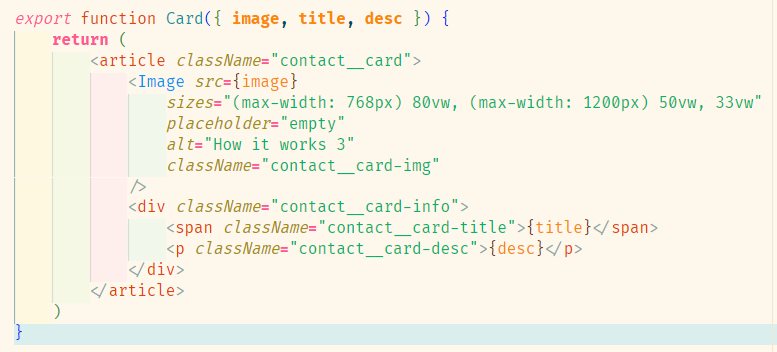 export function Card({ image, title, desc }) {
    return (
        <article className="contact__card">
            <Image src={image}
                sizes="(max-width: 768px) 80vw, (max-width: 1200px) 50vw, 33vw"
                placeholder="empty"
                alt="How it works 3"
                className="contact__card-img"
            />
            <div className="contact__card-info">
                <span className="contact__card-title">{title}</span>
                <p className="contact__card-desc">{desc}</p>
            </div>
        </article>
    )
}